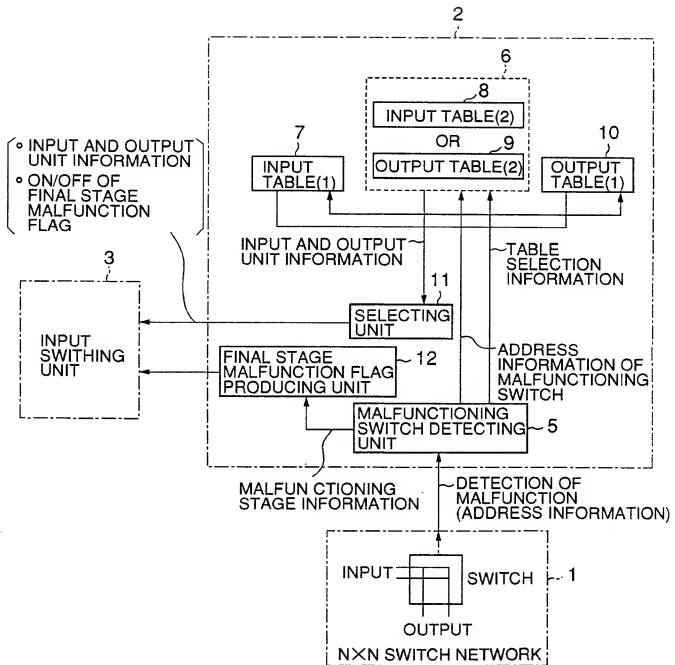 2
6
8
INPUT TABLE(2)
OR
9
OUTPUT TABLE(2)
7
INPUT
TABLE(1)
10
OUTPUT
TABLE(1)
° INPUT AND OUTPUT
UNIT INFORMATION
° ON/OFF OF
FINAL STAGE
MALFUNCTION
FLAG
INPUT AND OUTPUT
UNIT INFORMATION
TABLE
SELECTION
INFORMATION
3
INPUT
SWITHING
UNIT
11
SELECTING
UNIT
12
FINAL STAGE
MALFUNCTION FLAG
PRODUCING UNIT
ADDRESS
INFORMATION OF
MALFUNCTIONING
SWITCH
MALFUNCTIONING
SWITCH DETECTING
UNIT
5
MALFUN CTIONING
STAGE INFORMATION
DETECTION OF
MALFUNCTION
(ADDRESS INFORMATION)
INPUT
SWITCH
1
OUTPUT
N×N SWITCH NETWORK